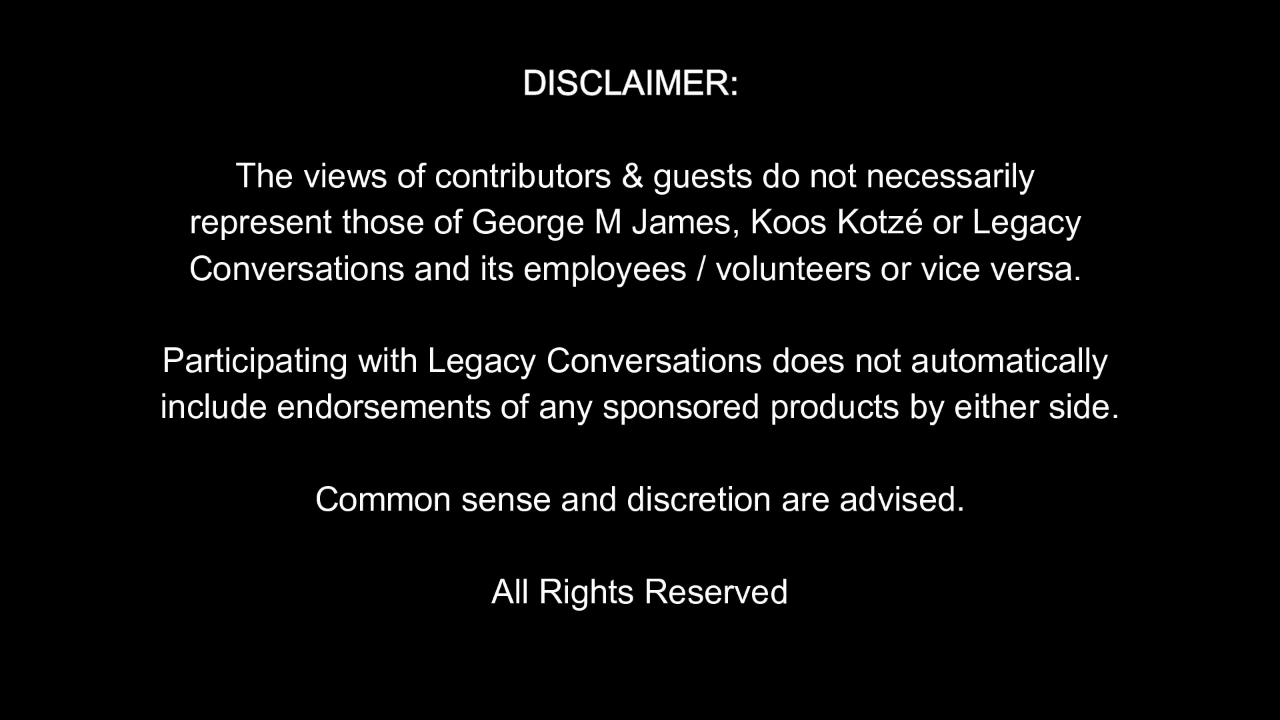 DISCLAIMER:
The views of contributors & guests do not necessarily
represent those of George M James, Koos Kotzé or Legacy
Conversations and its employees / volunteers or vice versa.
Participating with Legacy Conversations does not automatically
include endorsements of any sponsored products by either side.
Common sense and discretion are advised.
All Rights Reserved